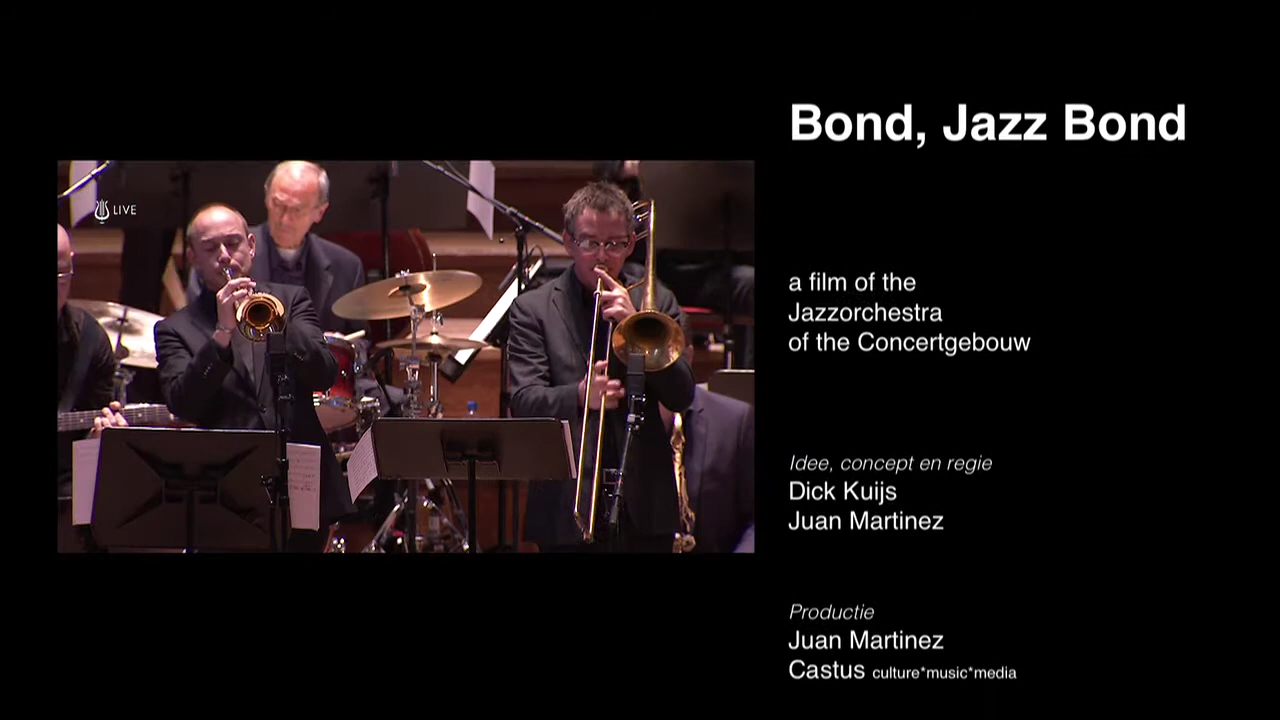 LIVE
Bond, Jazz Bond
a film of the
Jazzorchestra
of the Concertgebouw
Idee, concept en regie
Dick Kuijs
Juan Martinez
Productie
Juan Martinez
Castus culture*music*media